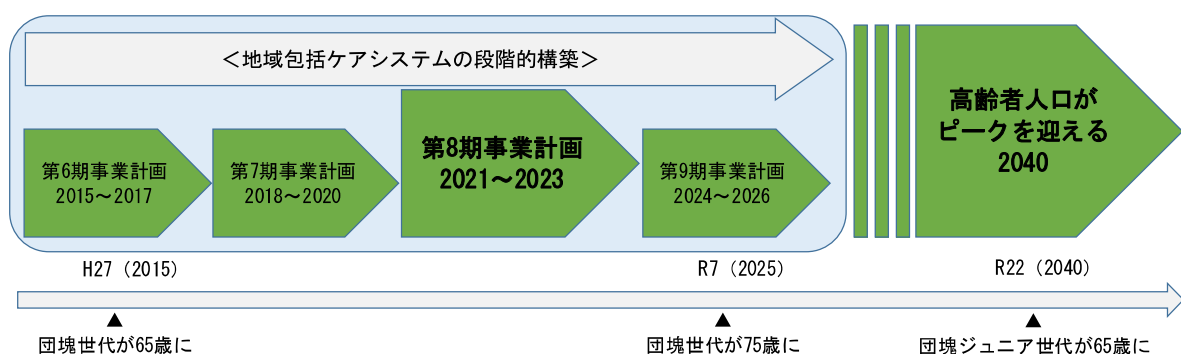 ＜地域包括ケアシステムの段階的構築＞
第6期事業計画
2015～2017
第7期事業計画
2018～2020
第8期事業計画
2021～2023
第9期事業計画
2024～2026
高齢者人口が
ピークを迎える
2040
H27（2015）
R7（2025）
R22（2040）
▲
▲
▲
団塊世代が65歳に
団塊世代が75歳に
団塊ジュニア世代が65歳に